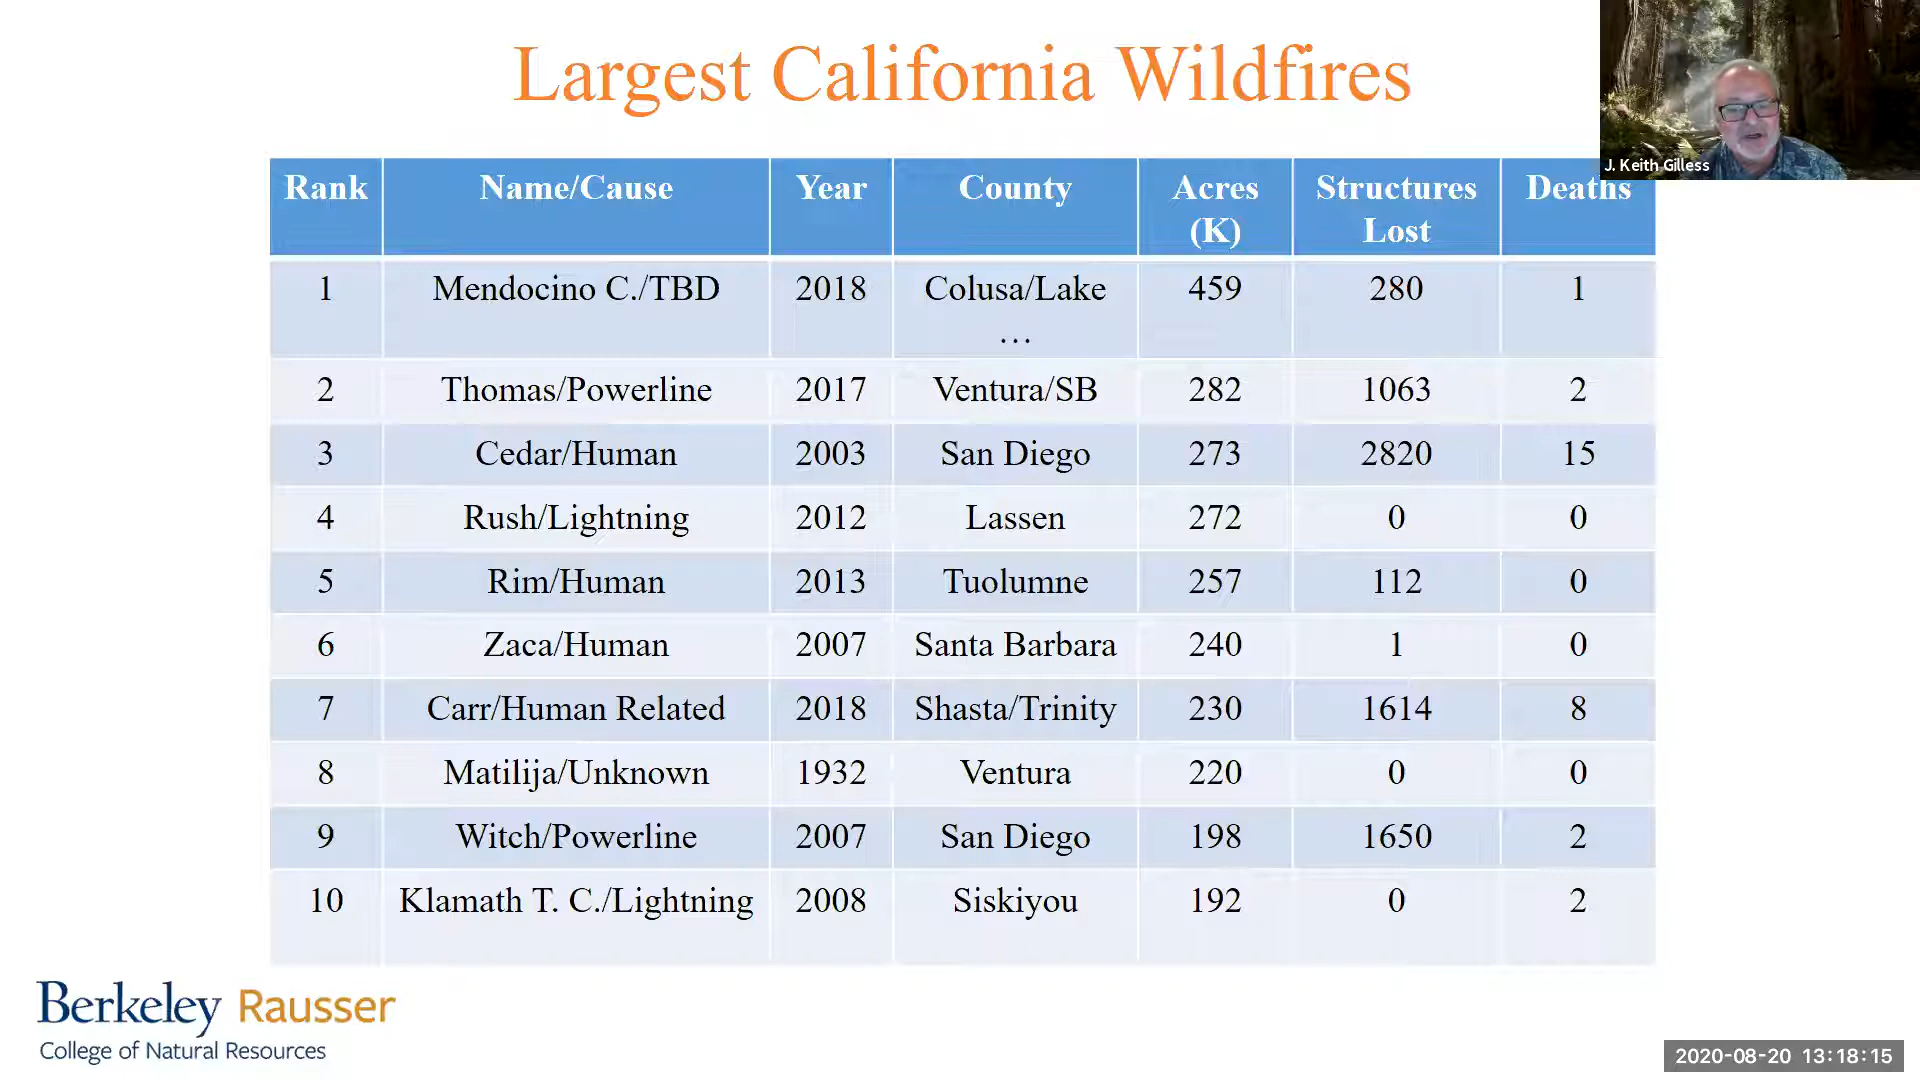 Largest California Wildfires
J. Keith Gilless
Rank Name/Cause Year County Acres (K) Structures Lost Deaths
1 Mendocino C./TBD 2018 Colusa/Lake ... 459 280 1
2 Thomas/Powerline 2017 Ventura/SB 282 1063 2
3 Cedar/Human 2003 San Diego 273 2820 15
4 Rush/Lightning 2012 Lassen 272 0 0
5 Rim/Human 2013 Tuolumne 257 112 0
6 Zaca/Human 2007 Santa Barbara 240 1 0
7 Carr/Human Related 2018 Shasta/Trinity 230 1614 8
8 Matilija/Unknown 1932 Ventura 220 0 0
9 Witch/Powerline 2007 San Diego 198 1650 2
10 Klamath T. C./Lightning 2008 Siskiyou 192 0 2
Berkeley Rausser
College of Natural Resources
2020-08-20 13:18:15